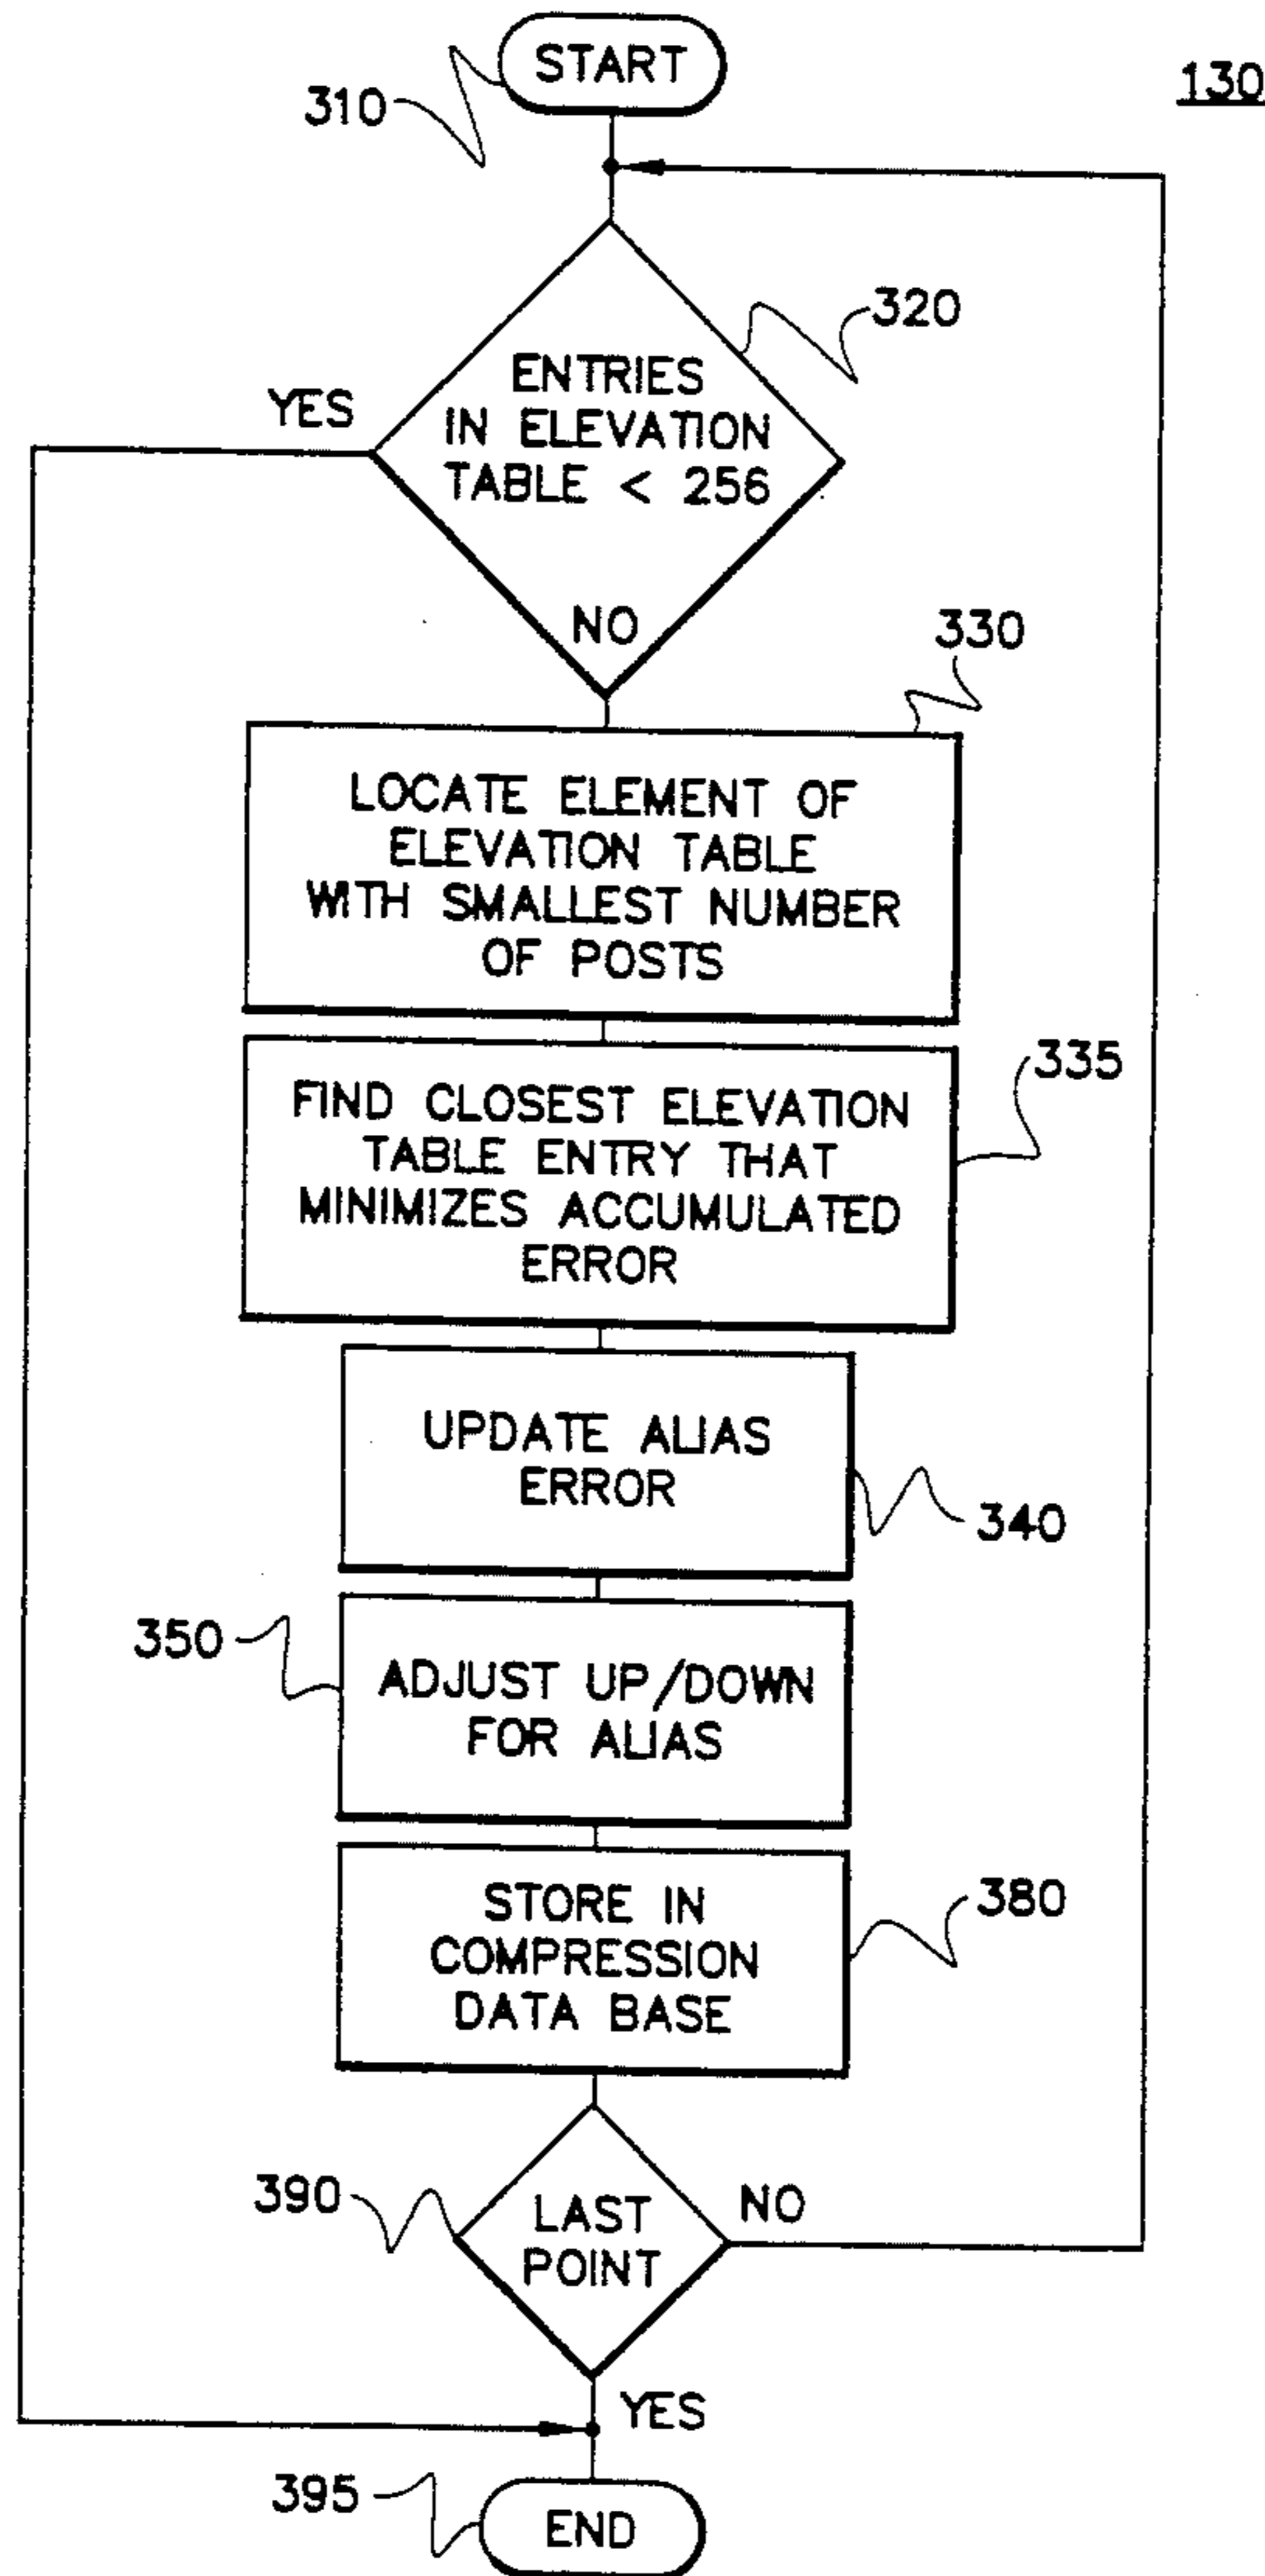 START
130
310
320
ENTRIES
IN ELEVATION
TABLE < 256
YES
NO
330
LOCATE ELEMENT OF
ELEVATION TABLE
WITH SMALLEST NUMBER
OF POSTS
335
FIND CLOSEST ELEVATION
TABLE ENTRY THAT
MINIMIZES ACCUMULATED
ERROR
UPDATE ALIAS
ERROR
340
350
ADJUST UP/DOWN
FOR ALIAS
380
STORE IN
COMPRESSION
DATA BASE
390
LAST
POINT
NO
YES
395
END